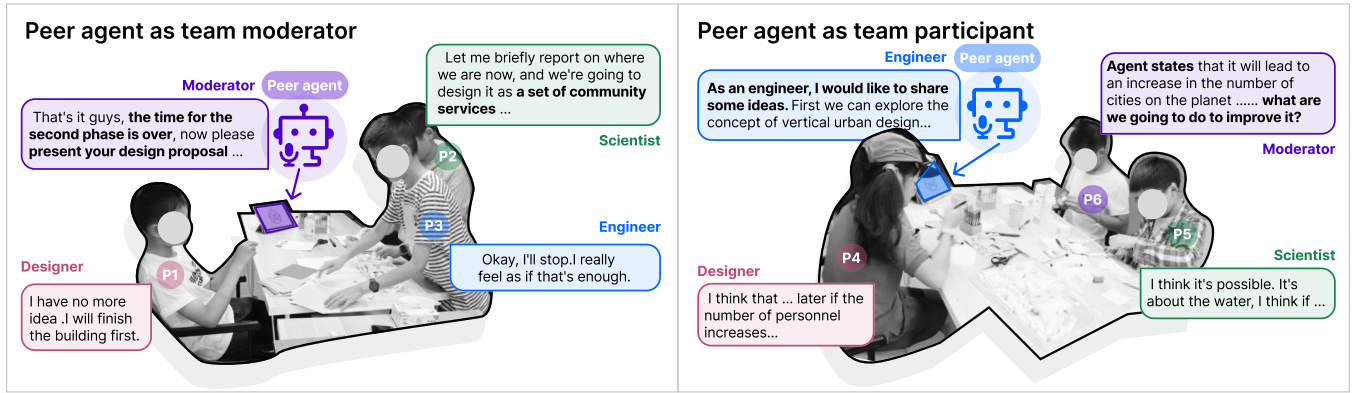 Peer agent as team moderator
Moderator
Peer agent
That's it guys, the time for the
second phase is over, now please
present your design proposal ...
Let me briefly report on where
we are now, and we're going to
design it as a set of community
services ...
Scientist
P2
P3
Engineer
Okay, I'll stop.I really
feel as if that's enough.
Designer
P1
I have no more
idea .I will finish
the building first.
Peer agent as team participant
Engineer
Peer agent
As an engineer, I would like to share
some ideas. First we can explore the
concept of vertical urban design...
Agent states that it will lead to
an increase in the number of
cities on the planet ...... what are
we going to do to improve it?
Moderator
P6
P5
P4
Scientist
I think it's possible. It's
about the water, I think if ...
Designer
I think that ... later if the
number of personnel
increases...